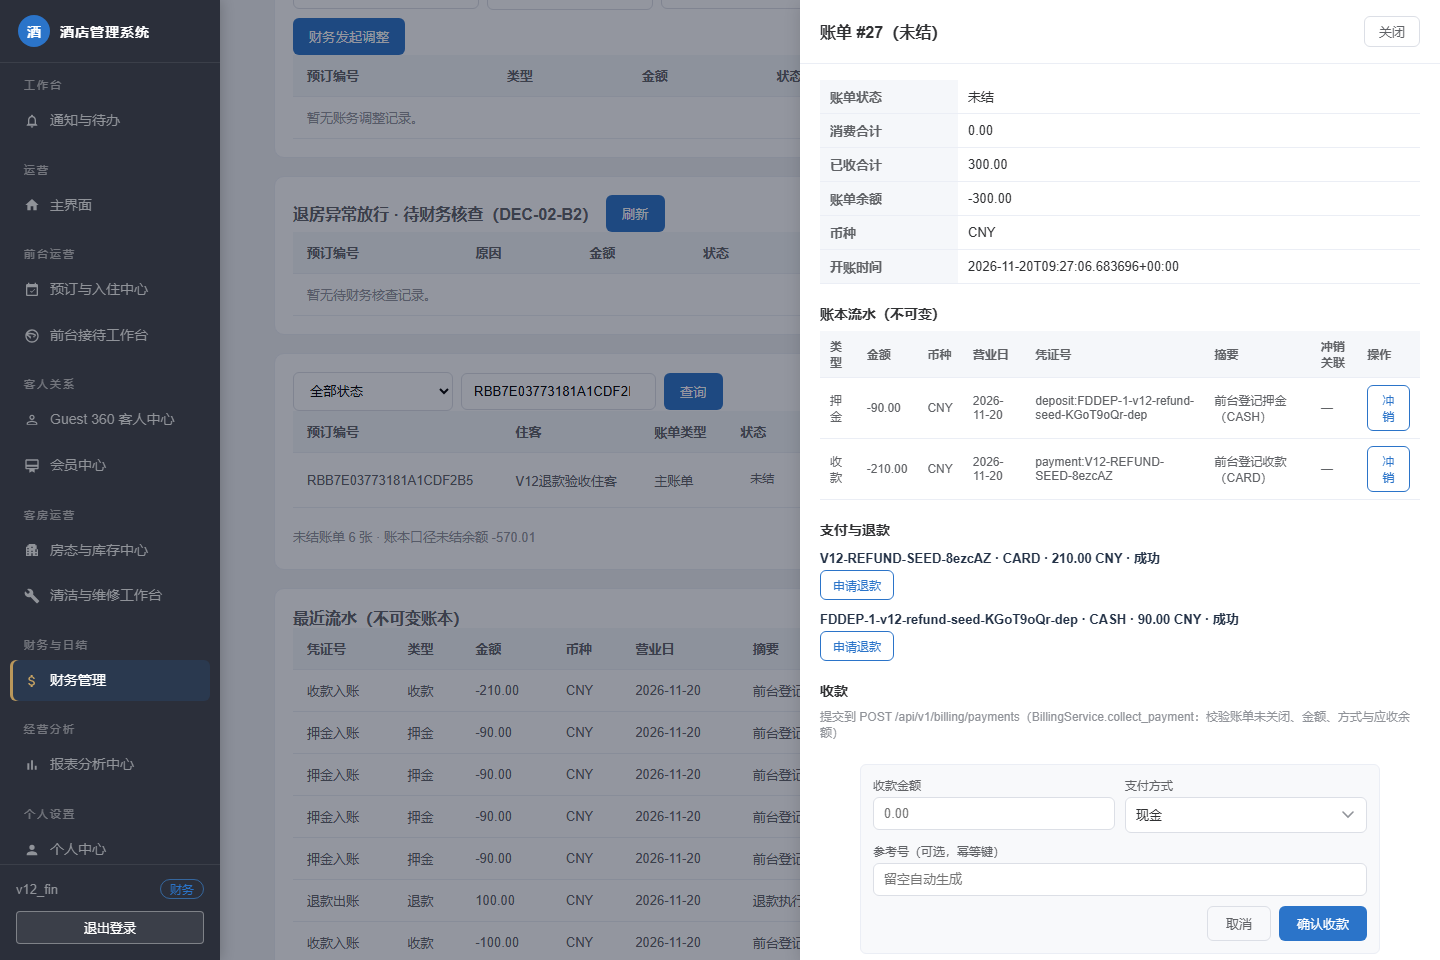 酒 酒店管理系统
工作台
通知与待办
运营
主界面
前台运营
预订与入住中心
前台接待工作台
客人关系
Guest 360 客人中心
会员中心
客房运营
房态与库存中心
清洁与维修工作台
财务与日结
财务管理
经营分析
报表分析中心
个人设置
个人中心
v12_fin 财务
退出登录
财务发起调整
预订编号 类型 金额 状态
暂无账务调整记录。
退房异常放行 · 待财务核查（DEC-02-B2） 刷新
预订编号 原因 金额 状态
暂无待财务核查记录。
全部状态 RBB7E03773181A1CDF2 查询
预订编号 住客 账单类型 状态
RBB7E03773181A1CDF2B5 V12退款验收住客 主账单 未结
未结账单 6 张 · 账本口径未结余额 -570.01
最近流水（不可变账本）
凭证号 类型 金额 币种 营业日 摘要
收款入账 收款 -210.00 CNY 2026-11-20 前台登记
押金入账 押金 -90.00 CNY 2026-11-20 前台登记
押金入账 押金 -90.00 CNY 2026-11-20 前台登记
押金入账 押金 -90.00 CNY 2026-11-20 前台登记
押金入账 押金 -90.00 CNY 2026-11-20 前台登记
退款出账 退款 100.00 CNY 2026-11-20 退款执行
收款入账 收款 -100.00 CNY 2026-11-20 前台登记
账单 #27（未结） 关闭
账单状态 未结
消费合计 0.00
已收合计 300.00
账单余额 -300.00
币种 CNY
开账时间 2026-11-20T09:27:06.683696+00:00
账本流水（不可变）
类型 金额 币种 营业日 凭证号 摘要 冲销关联 操作
押金 -90.00 CNY 2026-11-20 deposit:FDDEP-1-v12-refund-seed-KGoT9oQr-dep 前台登记押金（CASH） — 冲销
收款 -210.00 CNY 2026-11-20 payment:V12-REFUND-SEED-8ezcAZ 前台登记收款（CARD） — 冲销
支付与退款
V12-REFUND-SEED-8ezcAZ · CARD · 210.00 CNY · 成功
申请退款
FDDEP-1-v12-refund-seed-KGoT9oQr-dep · CASH · 90.00 CNY · 成功
申请退款
收款
提交到 POST /api/v1/billing/payments（BillingService.collect_payment：校验账单未关闭、金额、方式与应收余
额）
收款金额 支付方式
0.00 现金
参考号（可选，幂等键）
留空自动生成
取消 确认收款